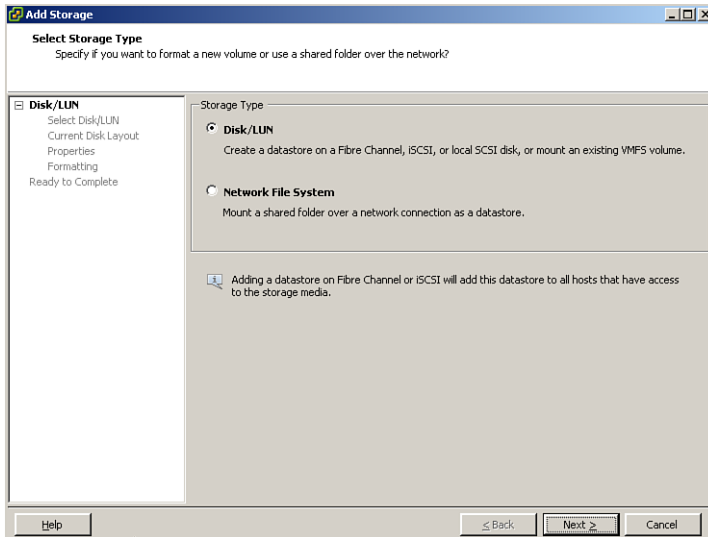 Add Storage
Select Storage Type
Specify if you want to format a new volume or use a shared folder over the network?
Disk/LUN
Select Disk/LUN
Current Disk Layout
Properties
Formatting
Ready to Complete
Storage Type
Disk/LUN
Create a datastore on a Fibre Channel, iSCSI, or local SCSI disk, or mount an existing VMFS volume.
Network File System
Mount a shared folder over a network connection as a datastore.
Adding a datastore on Fibre Channel or iSCSI will add this datastore to all hosts that have access
to the storage media.
Help
< Back
Next >
Cancel